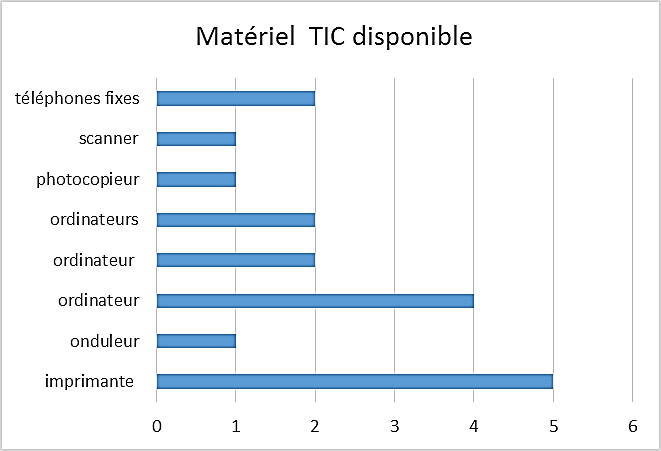 Matériel  TIC disponible
téléphones fixes
scanner
photocopieur
ordinateurs
ordinateur
ordinateur
onduleur
imprimante
0 1 2 3 4 5 6